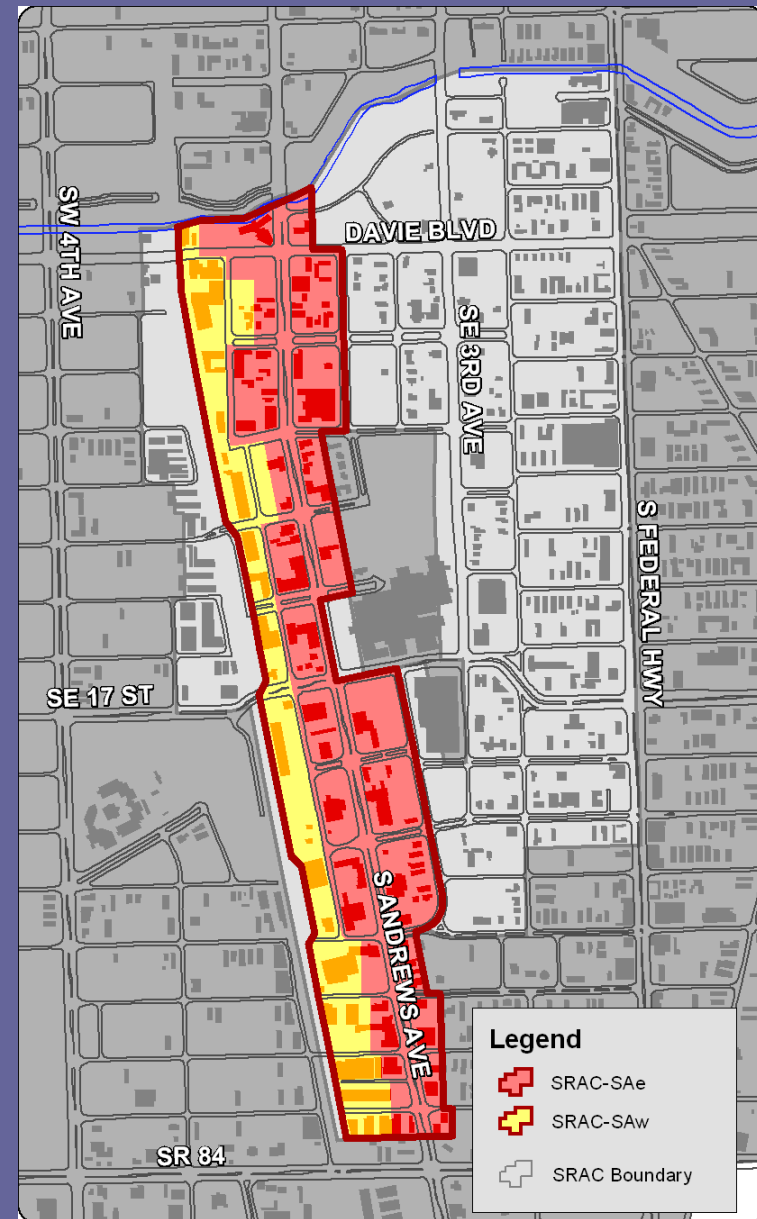 SW 4TH AVE
DAVIE BLVD
SE 3RD AVE
S FEDERAL HWY
SE 17 ST
S ANDREWS AVE
SR 84
Legend
SRAC-SAe
SRAC-SAw
SRAC Boundary